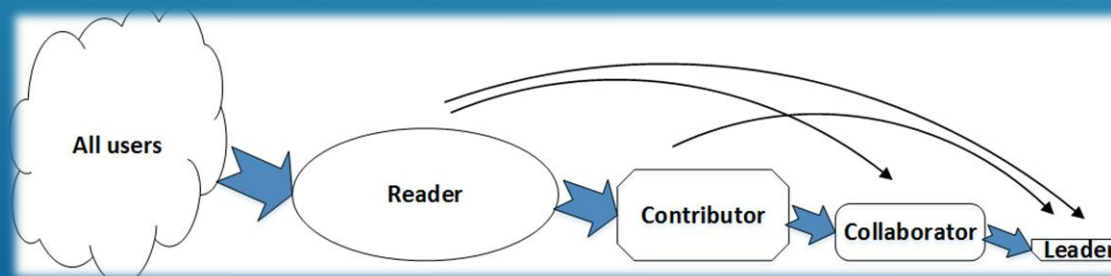 All users
Reader
Contributor
Collaborator
Leader